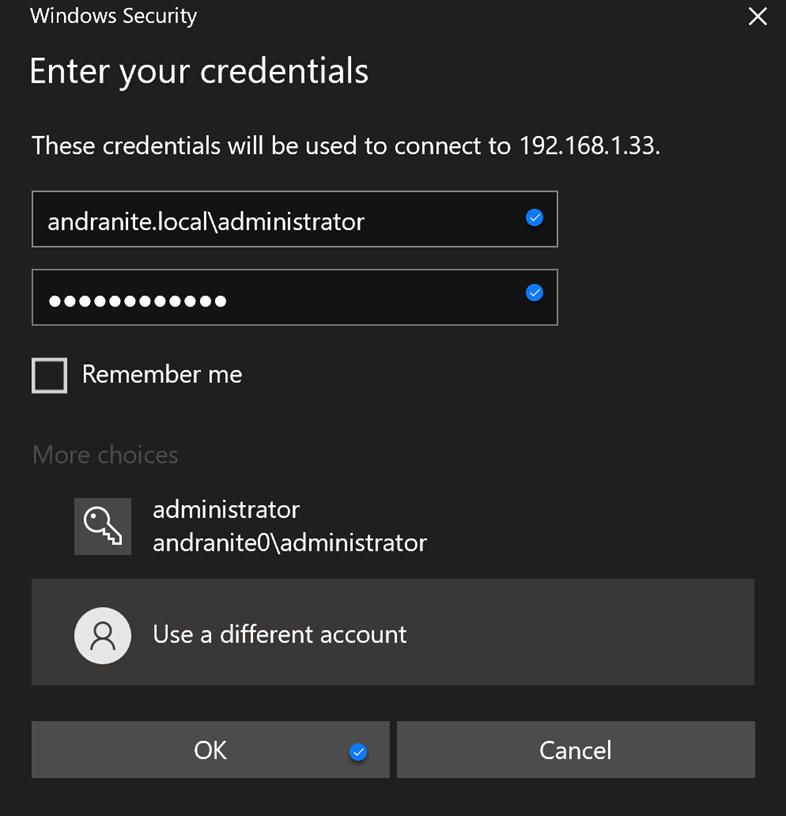 Windows Security
Enter your credentials
These credentials will be used to connect to 192.168.1.33.
andranite.local\administrator
●●●●●●●●●●●●
Remember me
More choices
administrator
andranite0\administrator
Use a different account
OK
Cancel